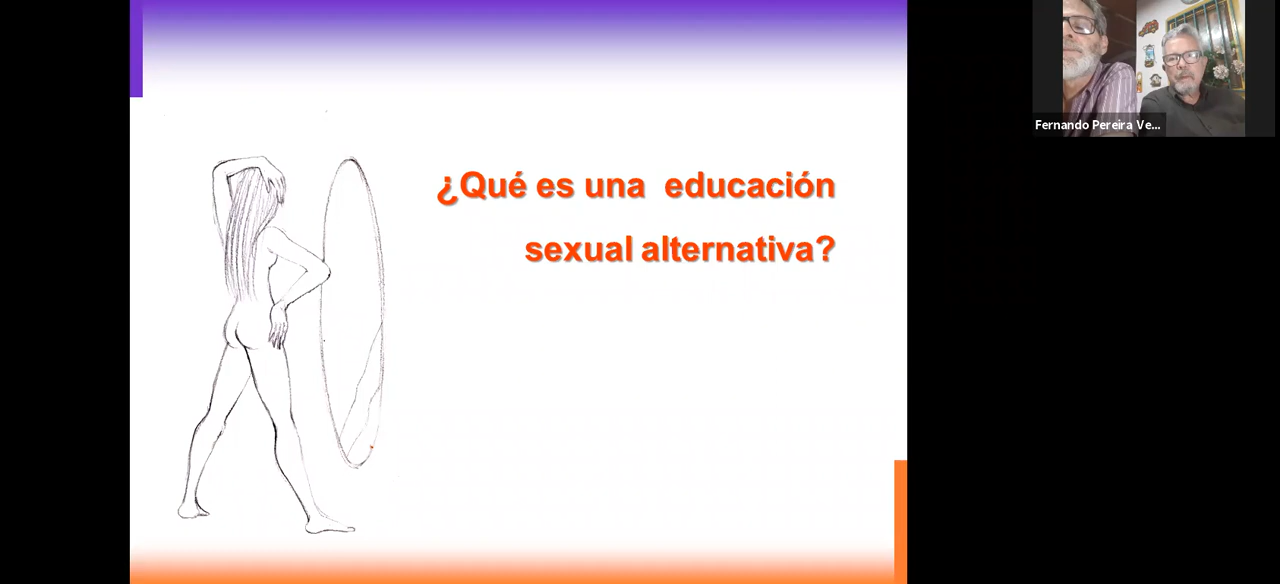 ¿Qué es una educación
sexual alternativa?
Fernando Pereira Ve...